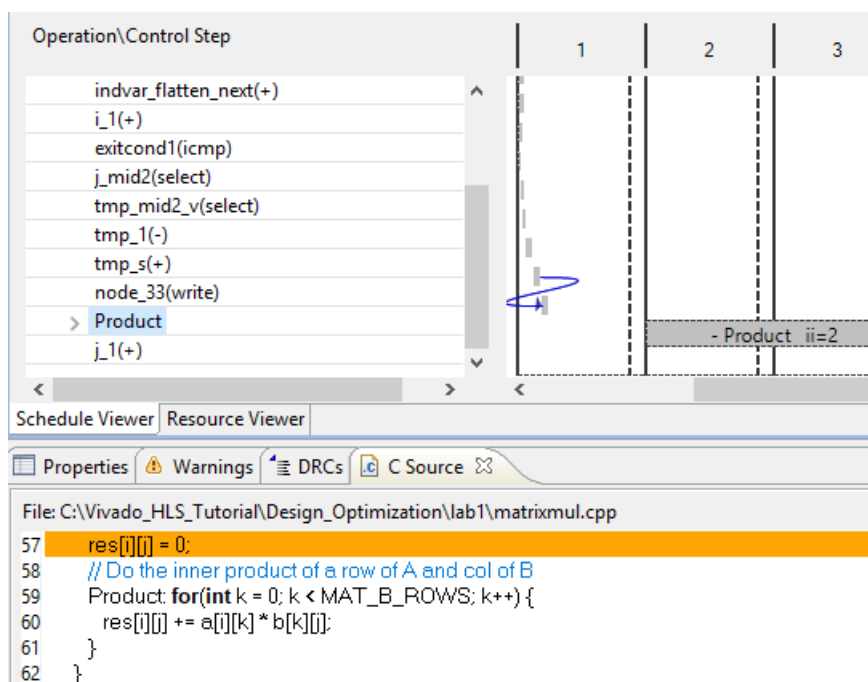 Operation\Control Step
1 2 3
indvar_flatten_next(+)
i_1(+)
exitcond1(icmp)
j_mid2(select)
tmp_mid2_v(select)
tmp_1(-)
tmp_s(+)
node_33(write)
Product
- Product ii=2
j_1(+)
Schedule Viewer Resource Viewer
Properties Warnings DRCs C Source
File: C:\Vivado_HLS_Tutorial\Design_Optimization\lab1\matrixmul.cpp
57 res[i][j] = 0;
58 // Do the inner product of a row of A and col of B
59 Product: for(int k = 0; k < MAT_B_ROWS; k++) {
60 res[i][j] += a[i][k] * b[k][j];
61 }
62 }